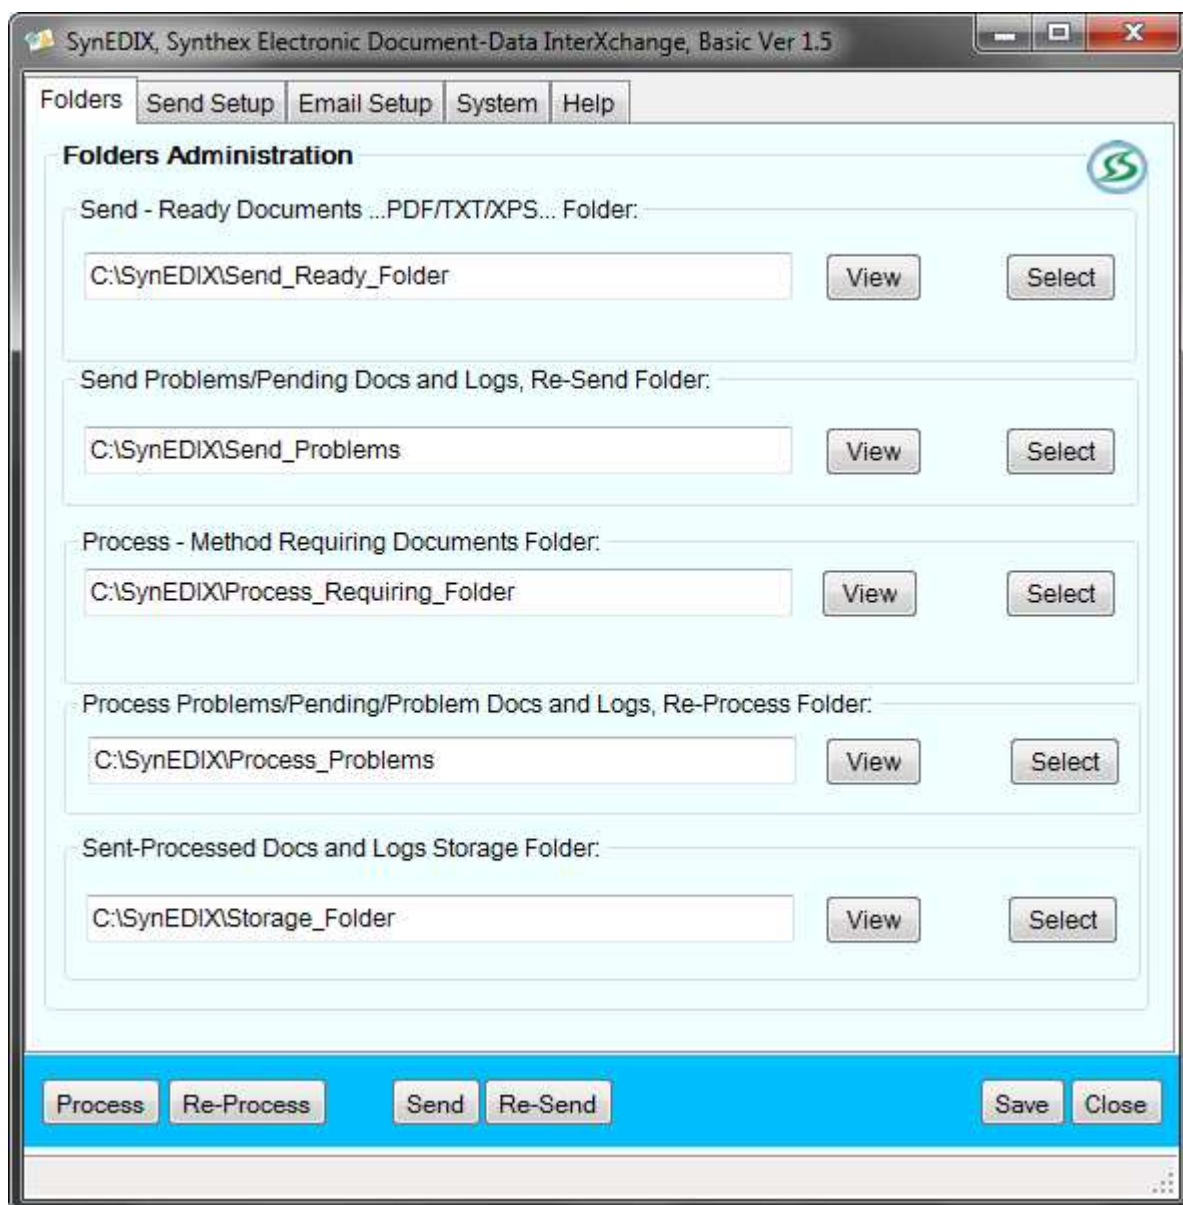 SynEDIX, Synthex Electronic Document-Data InterXchange, Basic Ver 1.5
Folders Send Setup Email Setup System Help
Folders Administration
Send - Ready Documents ...PDF/TXT/XPS... Folder:
C:\SynEDIX\Send_Ready_Folder View Select
Send Problems/Pending Docs and Logs, Re-Send Folder:
C:\SynEDIX\Send_Problems View Select
Process - Method Requiring Documents Folder:
C:\SynEDIX\Process_Requiring_Folder View Select
Process Problems/Pending/Problem Docs and Logs, Re-Process Folder:
C:\SynEDIX\Process_Problems View Select
Sent-Processed Docs and Logs Storage Folder:
C:\SynEDIX\Storage_Folder View Select
Process Re-Process Send Re-Send Save Close